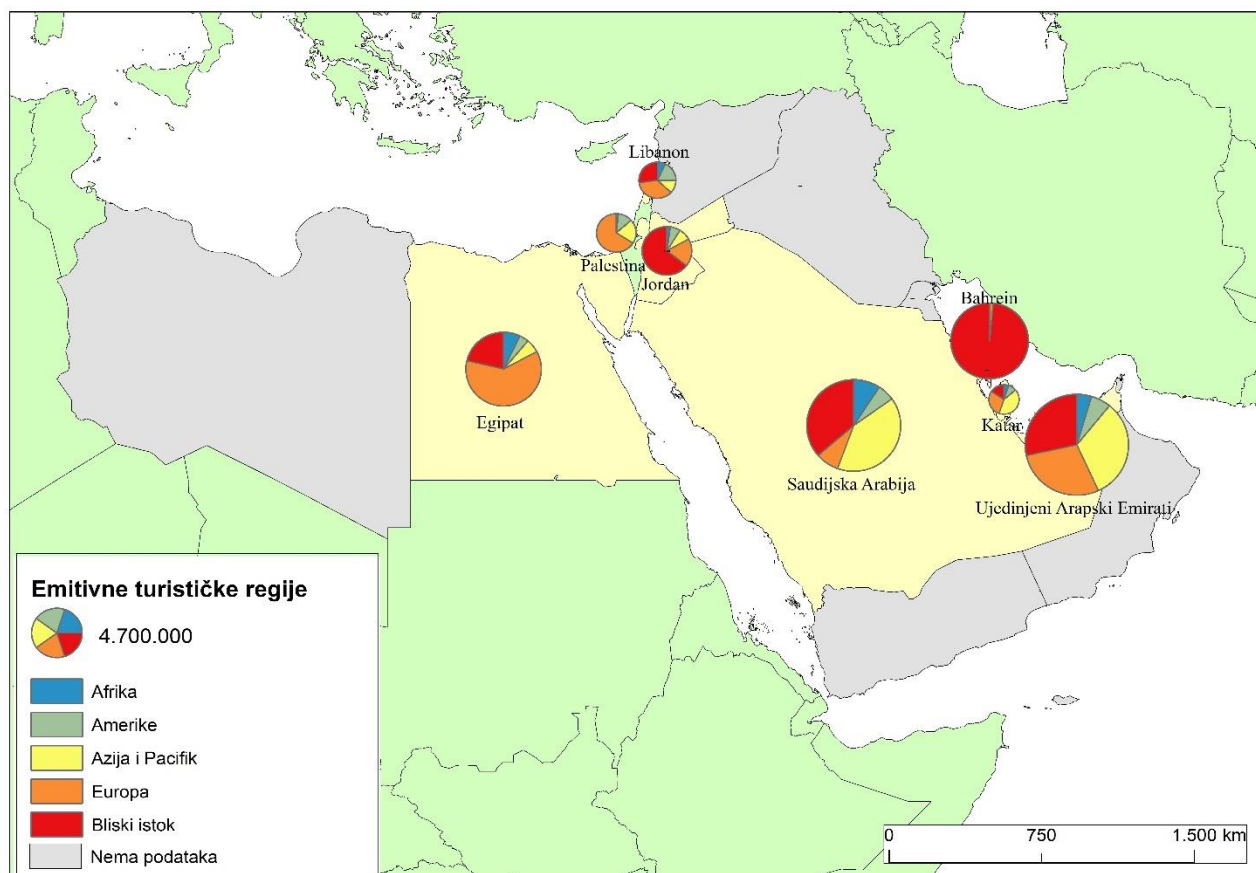 Libanon
Palestina
Jordan
Bahrein
Egipat
Katar
Saudijska Arabija
Ujedinjeni Arapski Emirati
Emitivne turističke regije
4.700.000
Afrika
Amerike
Azija i Pacifik
Europa
Bliski istok
Nema podataka
0 750 1.500 km